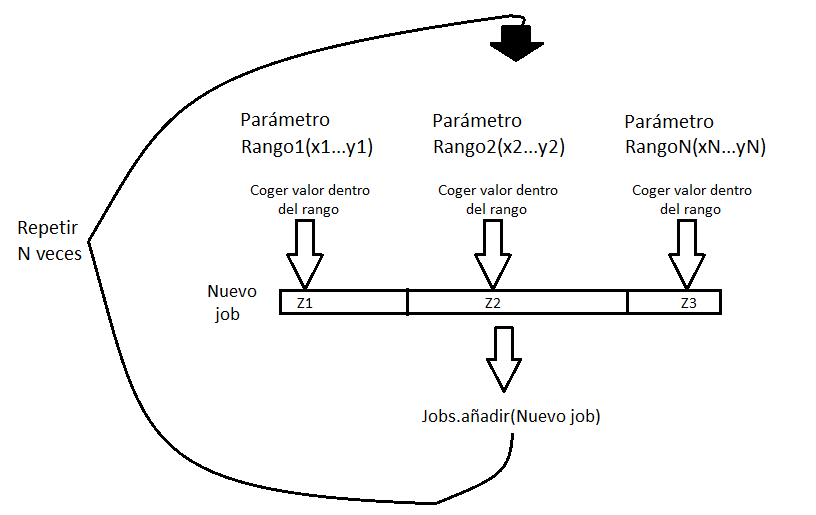 Parámetro
Rango1(x1...y1)
Parámetro
Rango2(x2...y2)
Parámetro
RangoN(xN...yN)
Coger valor dentro
del rango
Coger valor dentro
del rango
Coger valor dentro
del rango
Repetir
N veces
Nuevo
job
Z1
Z2
Z3
Jobs.añadir(Nuevo job)